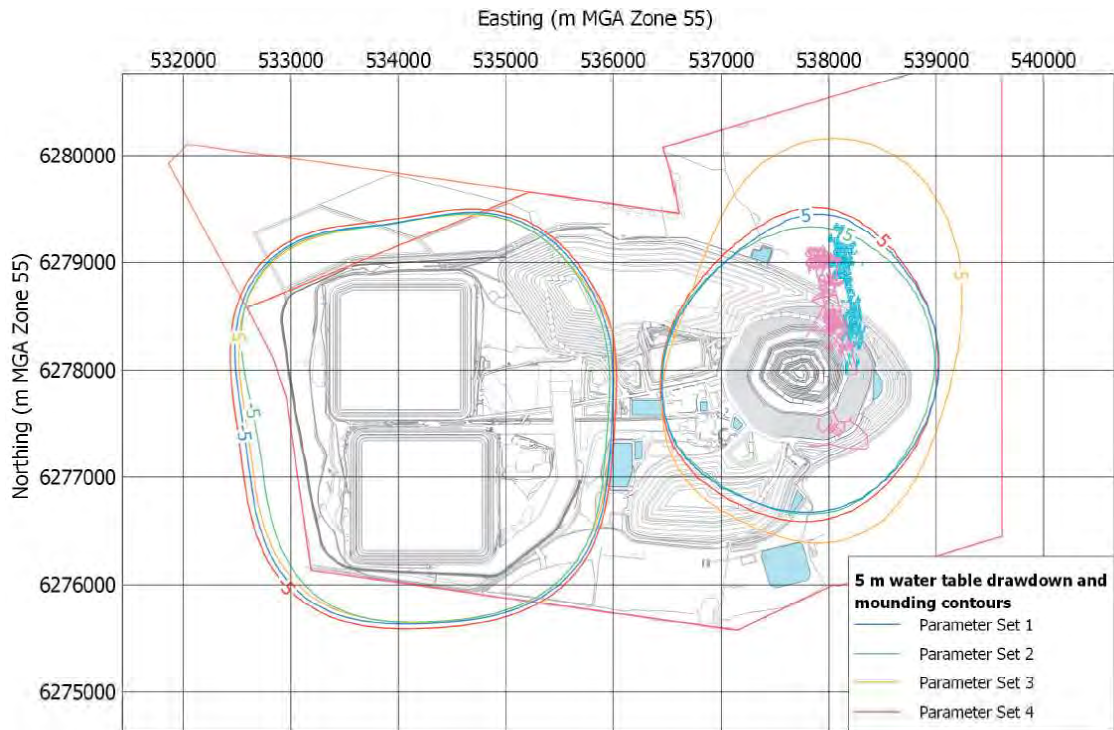 Easting (m MGA Zone 55)
532000 533000 534000 535000 536000 537000 538000 539000 540000
6280000
6279000
6278000
6277000
6276000
6275000
Northing (m MGA Zone 55)
-5
5
-5
5
5
5
-5
-5
-5
5 m water table drawdown and
mounding contours
Parameter Set 1
Parameter Set 2
Parameter Set 3
Parameter Set 4